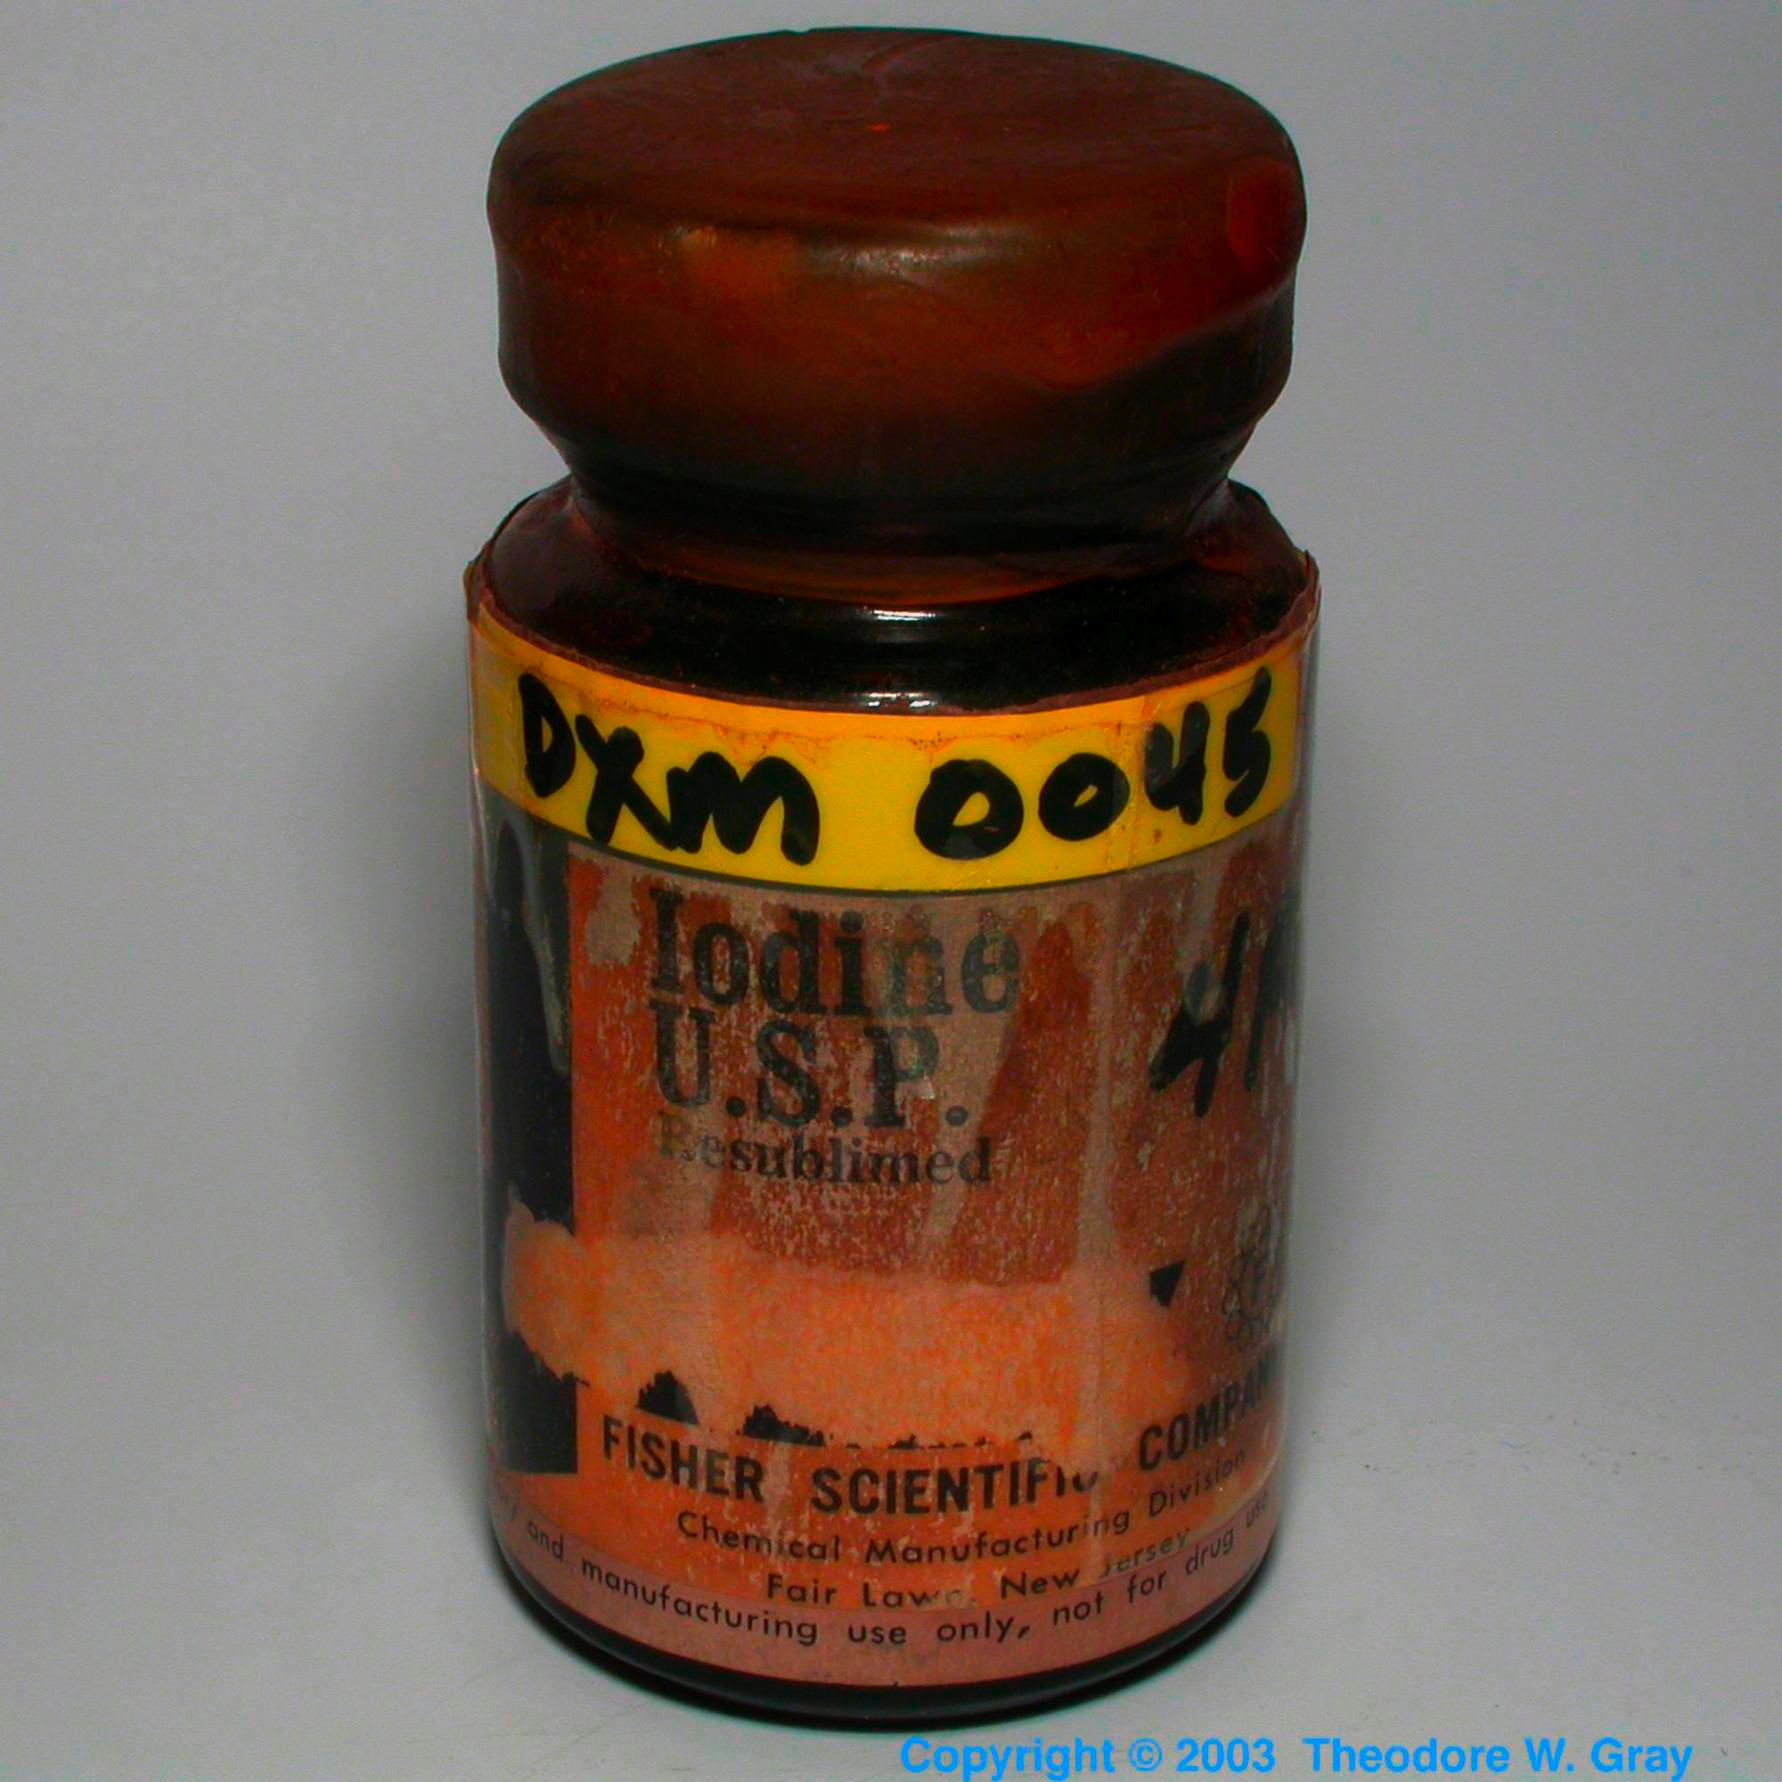 DXM 0045
Iodine
U.S.P.
Resublimed
FISHER SCIENTIFIC COMPAN
Chemical Manufacturing Division
Fair Lawn, New Jersey
and manufacturing use only, not for drug use
Copyright © 2003 Theodore W. Gray